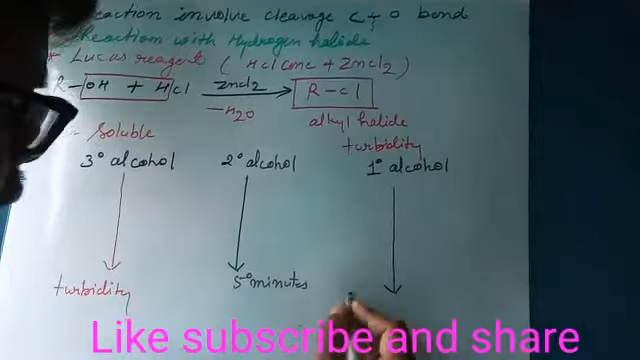 Reaction involve cleavage C ÷ O bond
Reaction with Hydrogen halide
* Lucas reagent ( HCl conc + ZnCl2 )
R-OH + HCl ZnCl2 -H2O R-Cl
alkyl halide
= Soluble turbidity
3° alcohol 2° alcohol 1° alcohol
turbidity 5° minutes
Like subscribe and share